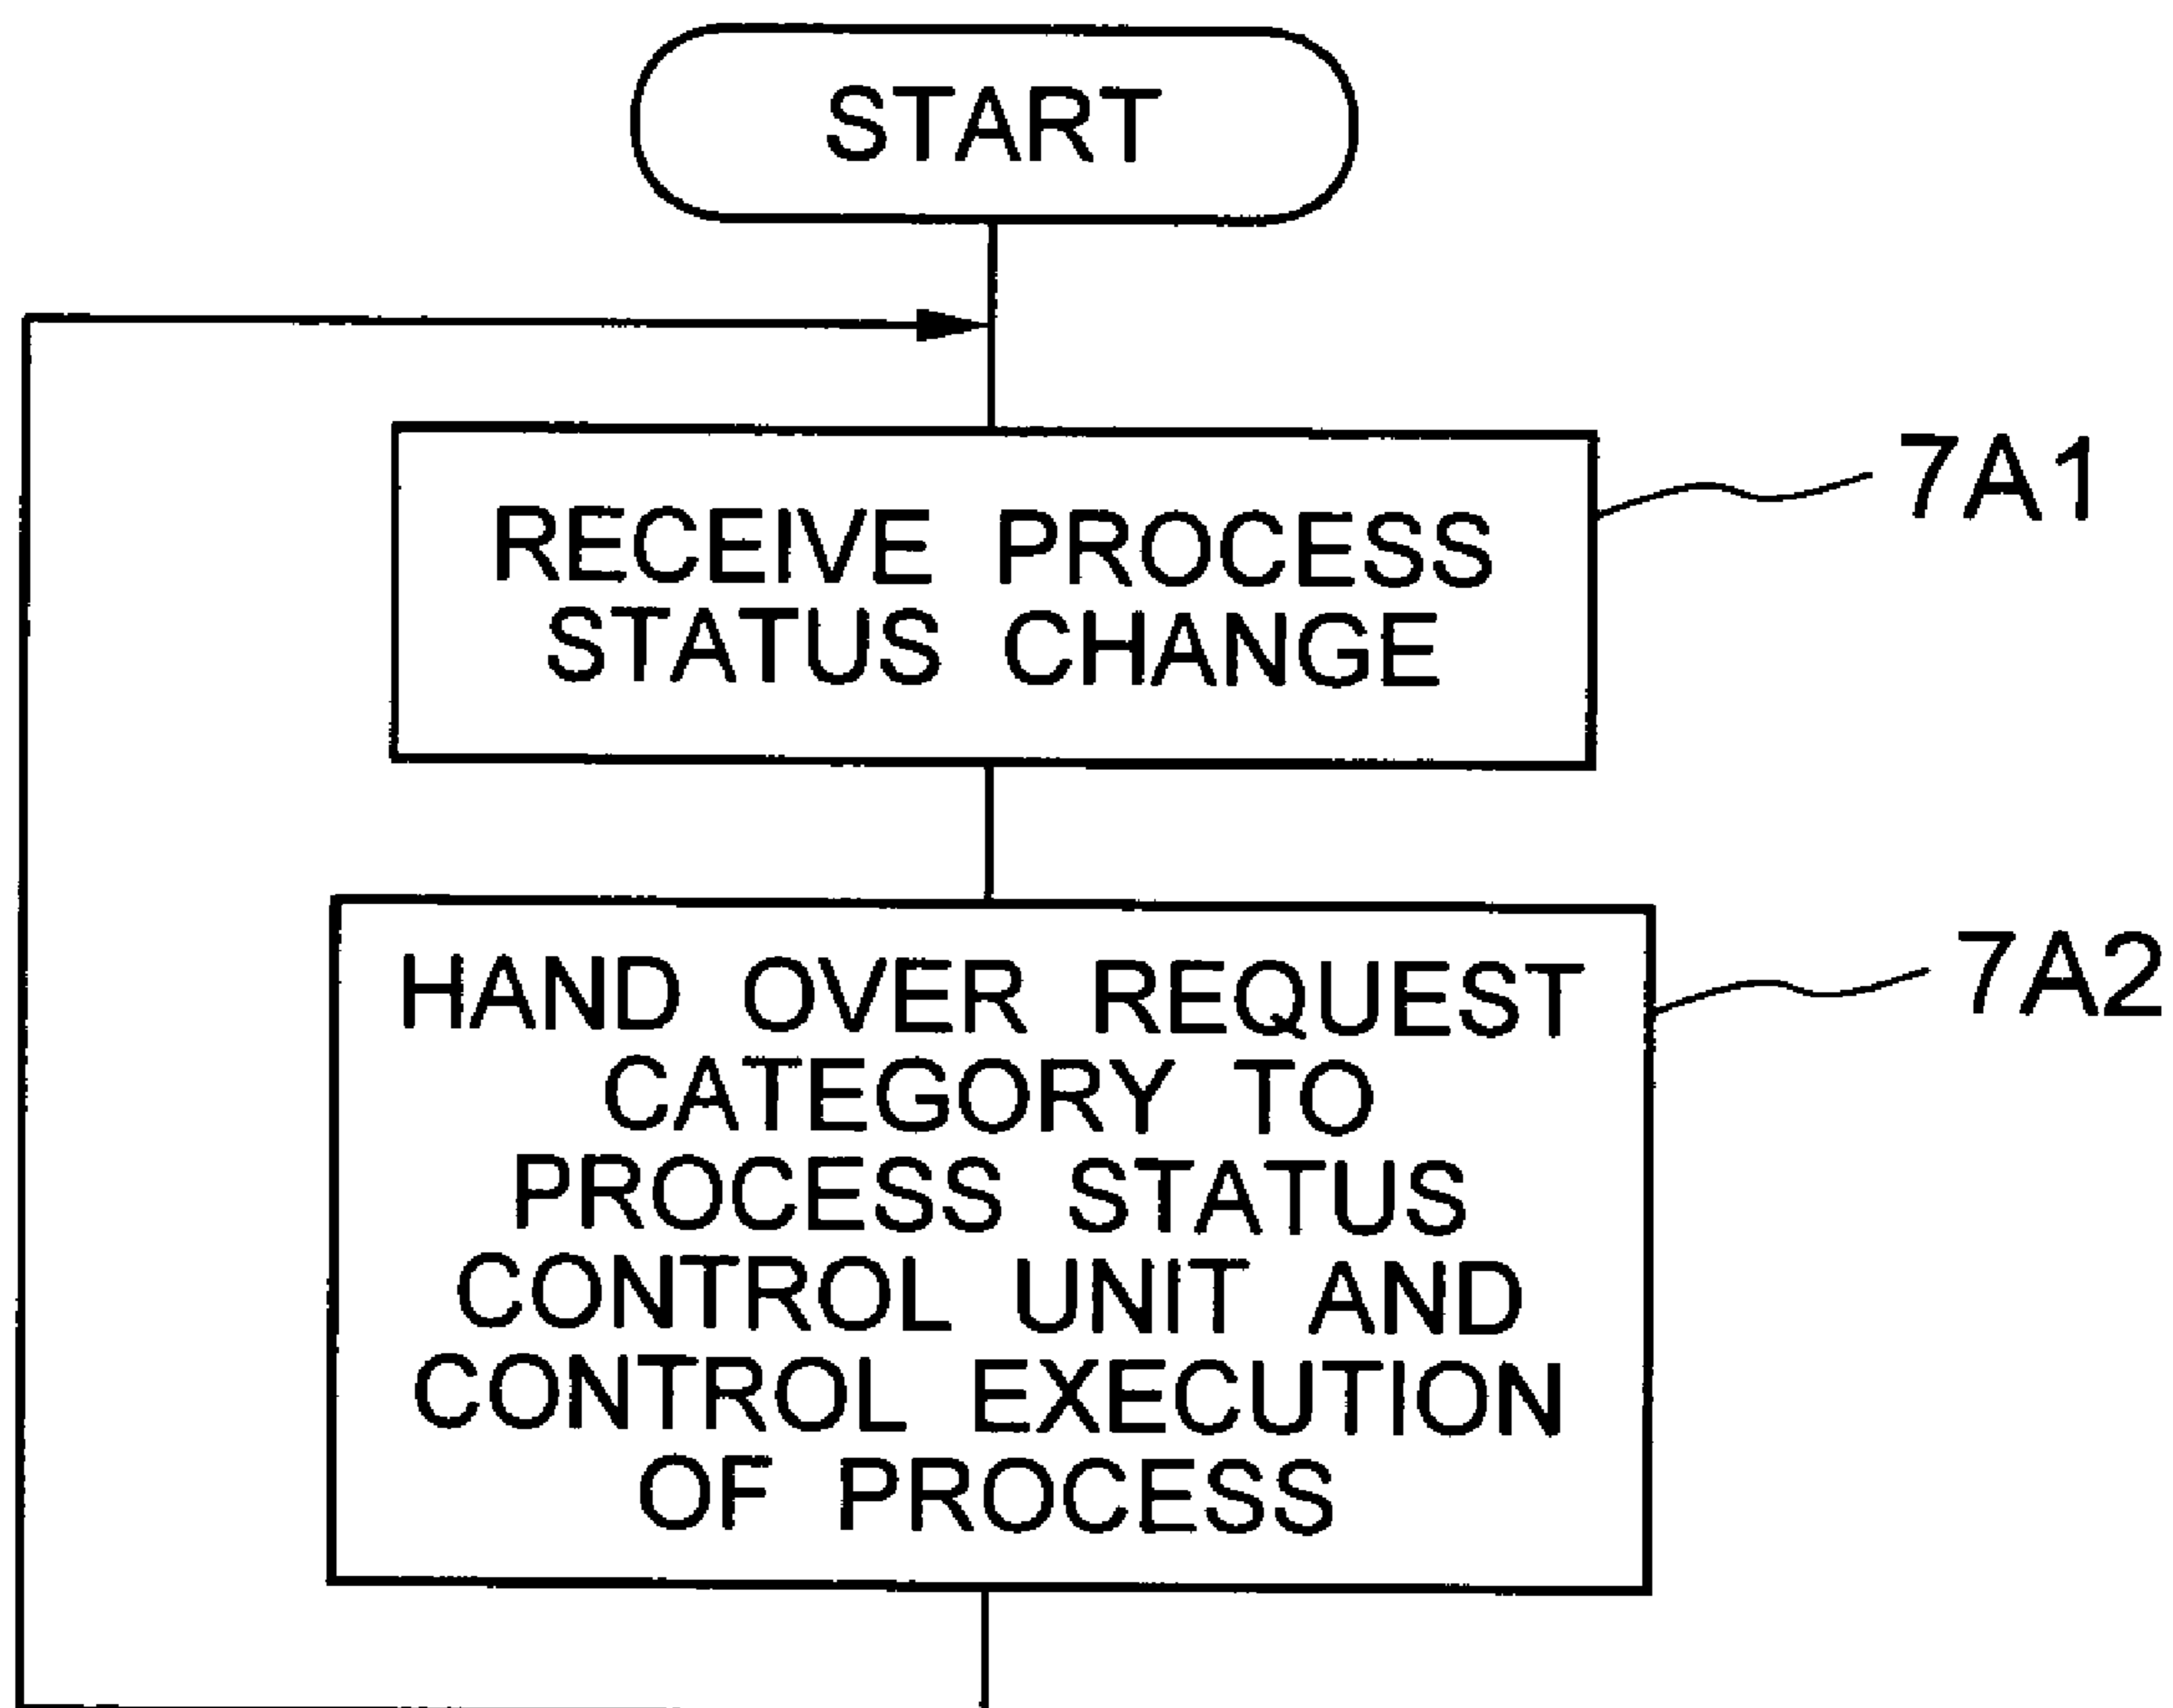 START
RECEIVE PROCESS
STATUS CHANGE
7A1
HAND OVER REQUEST
CATEGORY TO
PROCESS STATUS
CONTROL UNIT AND
CONTROL EXECUTION
OF PROCESS
7A2